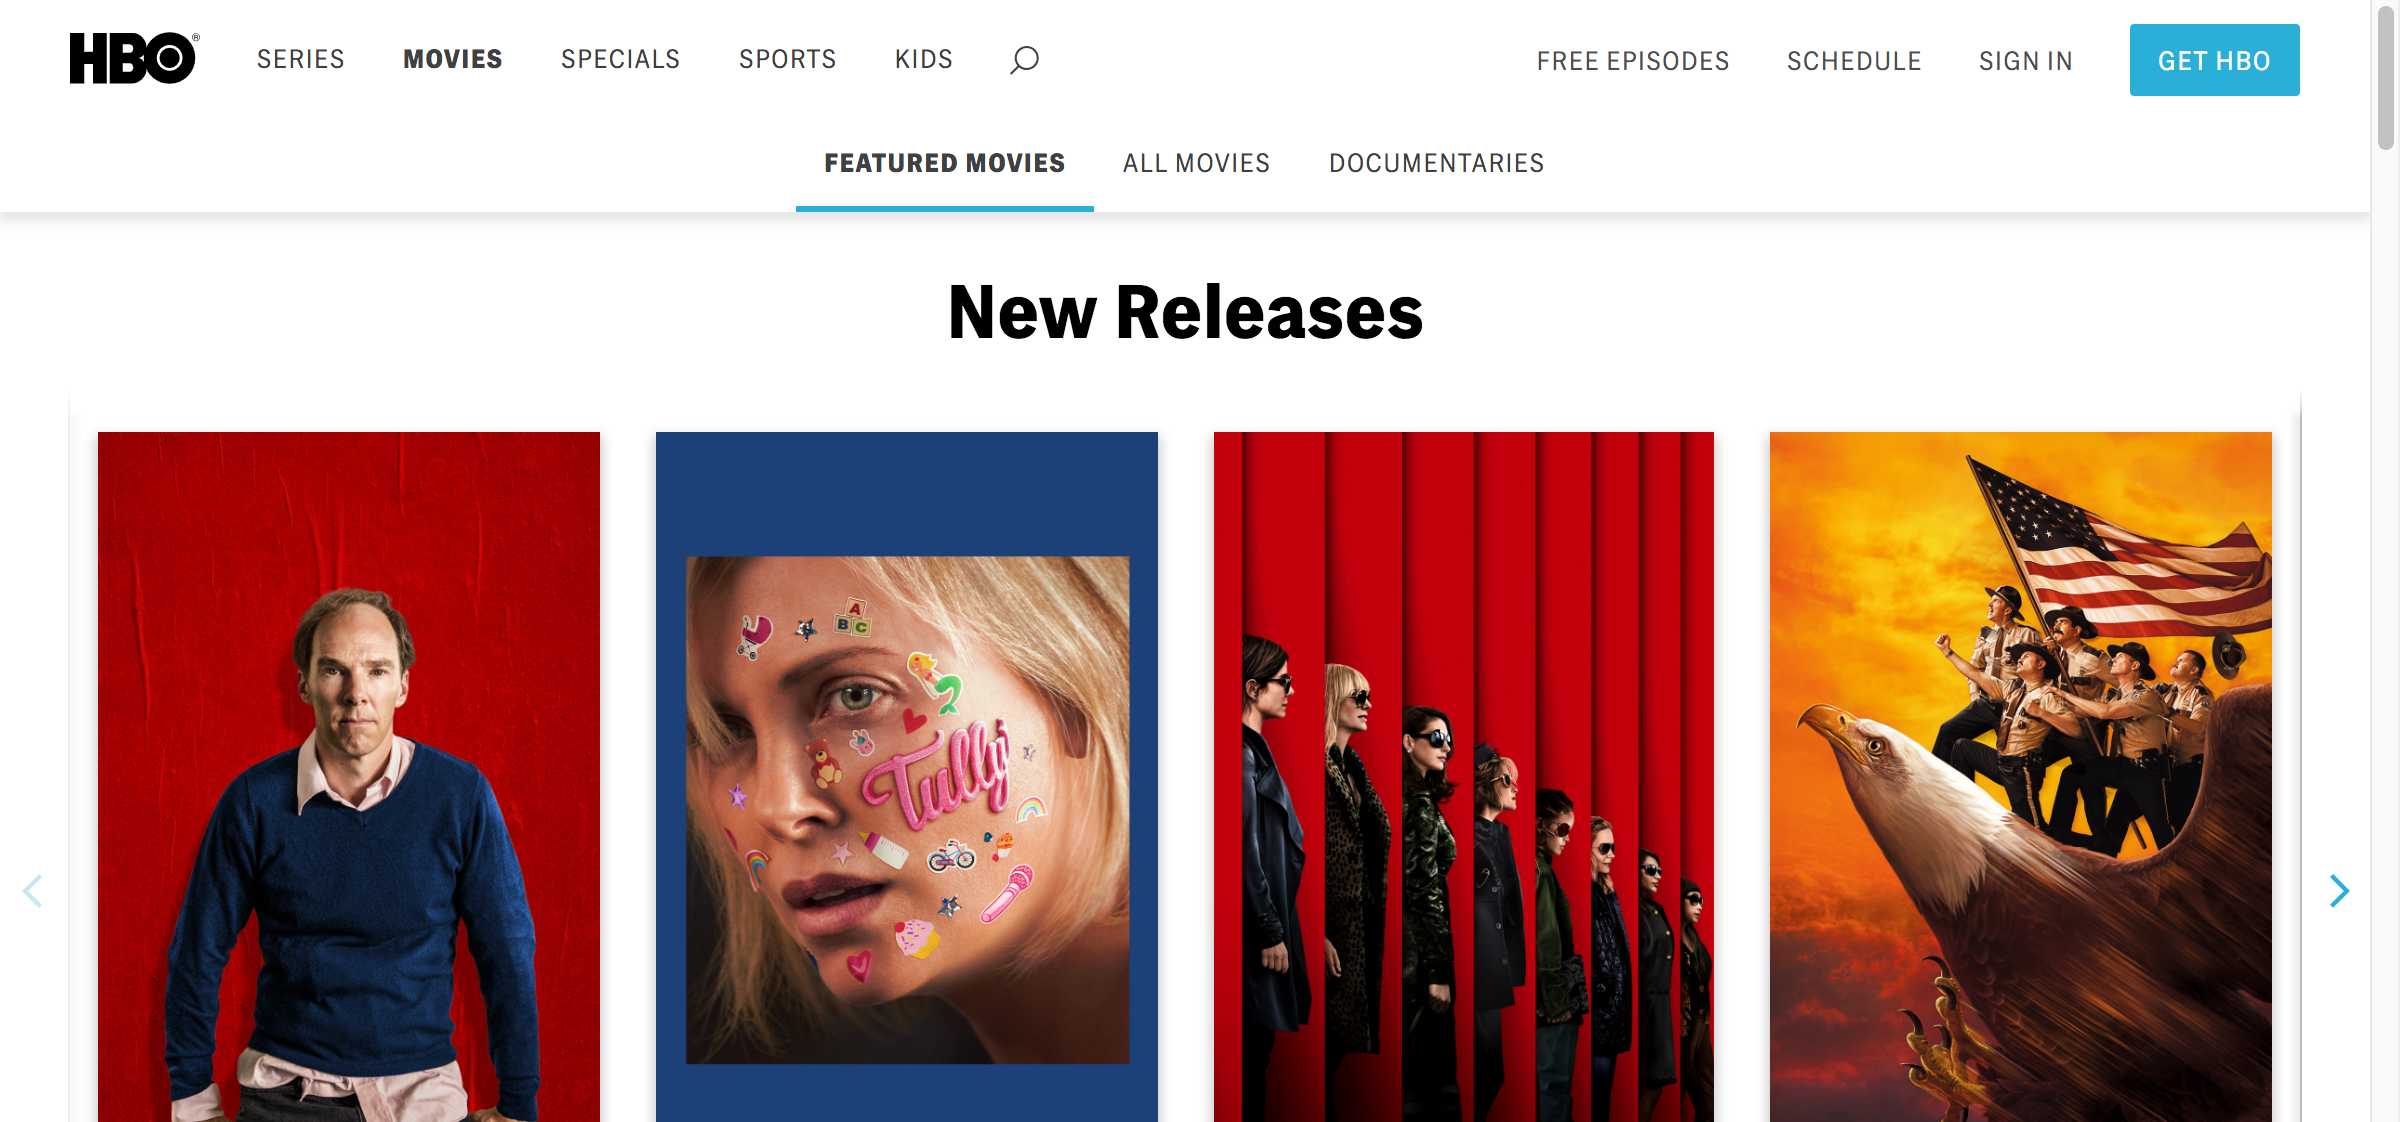 HBO®
SERIES MOVIES SPECIALS SPORTS KIDS
FREE EPISODES SCHEDULE SIGN IN GET HBO
FEATURED MOVIES ALL MOVIES DOCUMENTARIES
New Releases
A
B C
Tully